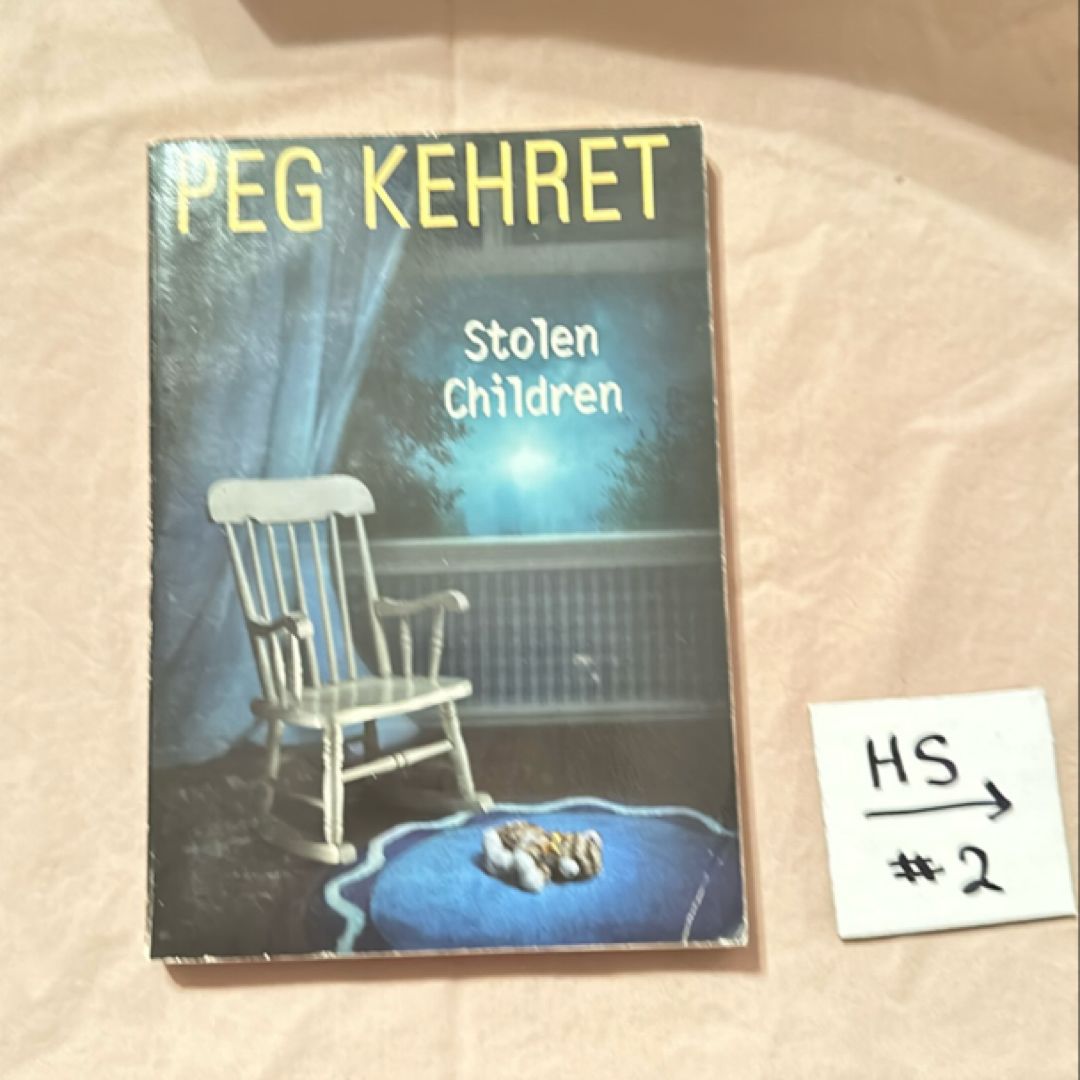 PEG KEHRET
Stolen
Children
HS
#2